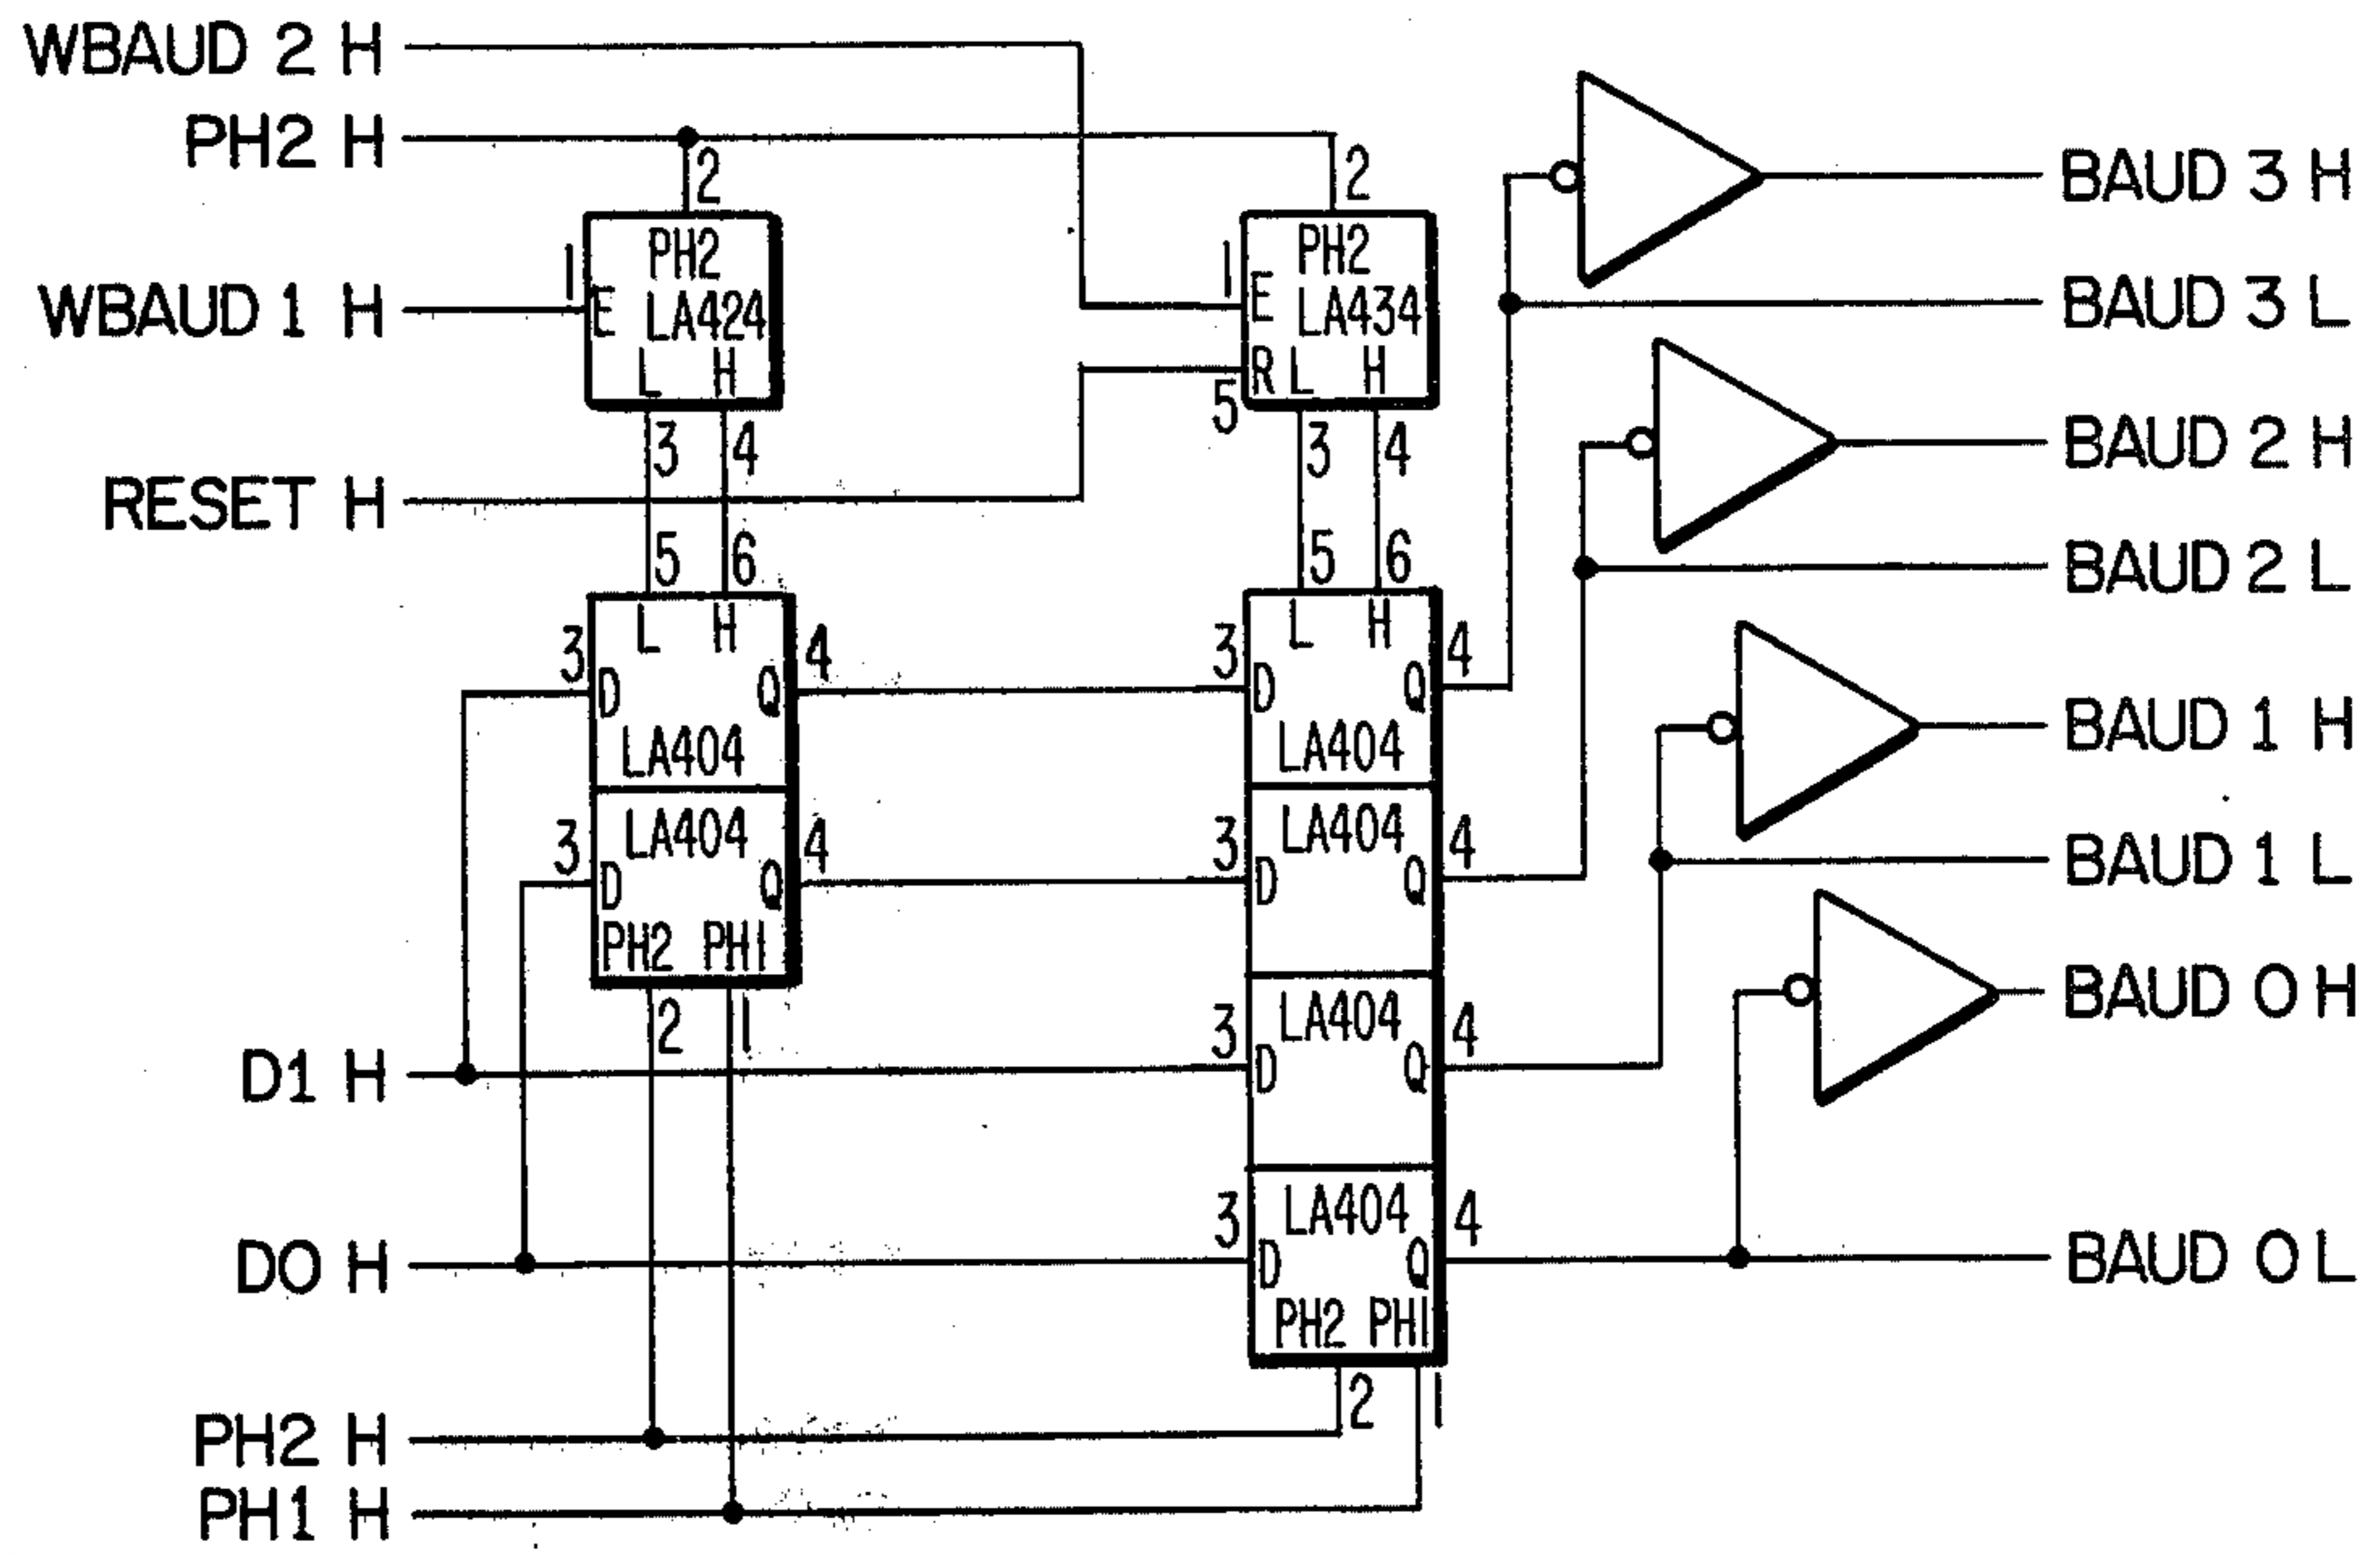 WBAUD 2 H
PH2 H
2
2
BAUD 3 H
1
PH2
E LA424
L H
1
PH2
E LA434
R L H
5
WBAUD 1 H
BAUD 3 L
3 4
3 4
BAUD 2 H
RESET H
5 6
5 6
BAUD 2 L
3
L H
D Q
LA404
4
3
L H
D Q
LA404
4
BAUD 1 H
3
LA404
D Q
PH2 PH1
4
3
LA404
D Q
4
BAUD 1 L
2 1
3
LA404
D Q
4
BAUD 0 H
D1 H
3
LA404
D Q
PH2 PH1
4
D0 H
BAUD 0 L
2 1
PH2 H
PH1 H